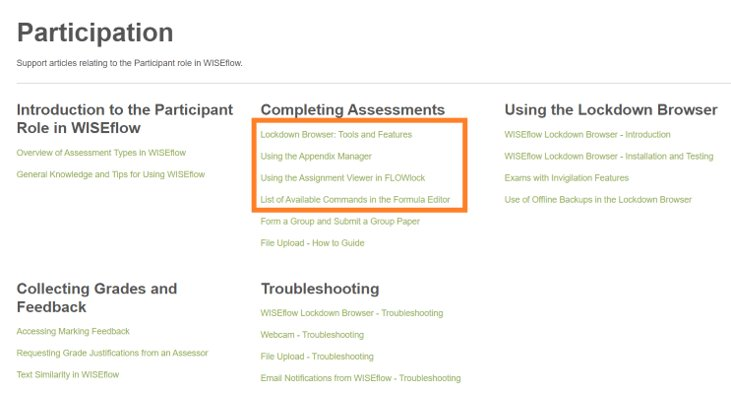 Participation
Support articles relating to the Participant role in WISEflow.
Introduction to the Participant
Role in WISEflow
Overview of Assessment Types in WISEflow
General Knowledge and Tips for Using WISEflow
Completing Assessments
Lockdown Browser: Tools and Features
Using the Appendix Manager
Using the Assignment Viewer in FLOWlock
List of Available Commands in the Formula Editor
Form a Group and Submit a Group Paper
File Upload - How to Guide
Using the Lockdown Browser
WISEflow Lockdown Browser - Introduction
WISEflow Lockdown Browser - Installation and Testing
Exams with Invigilation Features
Use of Offline Backups in the Lockdown Browser
Collecting Grades and
Feedback
Accessing Marking Feedback
Requesting Grade Justifications from an Assessor
Text Similarity in WISEflow
Troubleshooting
WISEflow Lockdown Browser - Troubleshooting
Webcam - Troubleshooting
File Upload - Troubleshooting
Email Notifications from WISEflow - Troubleshooting